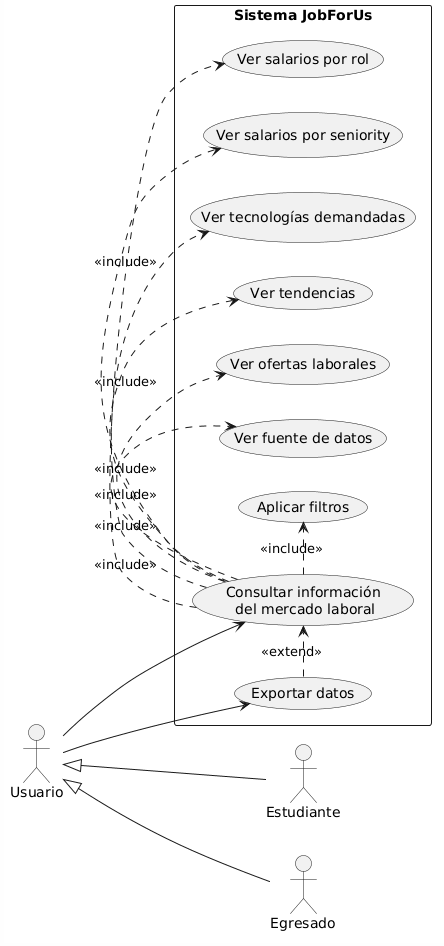 Sistema JobForUs
Ver salarios por rol
Ver salarios por seniority
Ver tecnologías demandadas
«include»
Ver tendencias
Ver ofertas laborales
«include»
Ver fuente de datos
«include»
«include»
Aplicar filtros
«include»
«include»
«include»
Consultar información
del mercado laboral
«extend»
Exportar datos
Usuario
Estudiante
Egresado